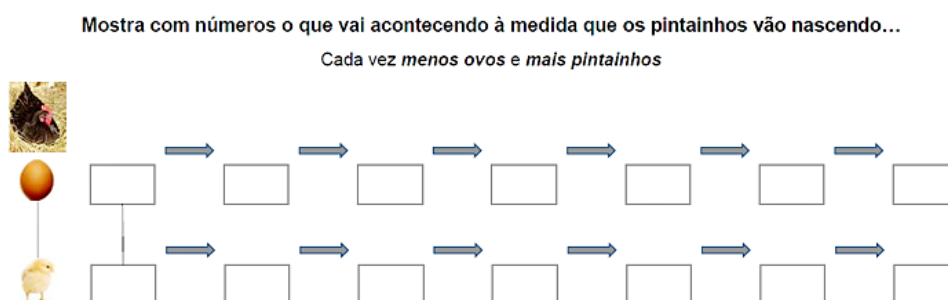 Mostra com números o que vai acontecendo à medida que os pintainhos vão nascendo…
Cada vez menos ovos e mais pintainhos